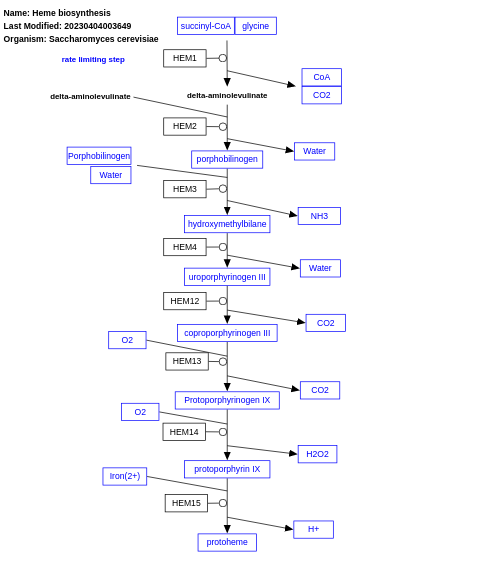 Name: Heme biosynthesis
Last Modified: 20230404003649
Organism: Saccharomyces cerevisiae
succinyl-CoA glycine
rate limiting step
HEM1
CoA
CO2
delta-aminolevulinate delta-aminolevulinate
HEM2
Water
Porphobilinogen
porphobilinogen
Water
HEM3
NH3
hydroxymethylbilane
HEM4
Water
uroporphyrinogen III
HEM12
CO2
coproporphyrinogen III
O2
HEM13
CO2
Protoporphyrinogen IX
O2
HEM14
H2O2
protoporphyrin IX
Iron(2+)
HEM15
H+
protoheme